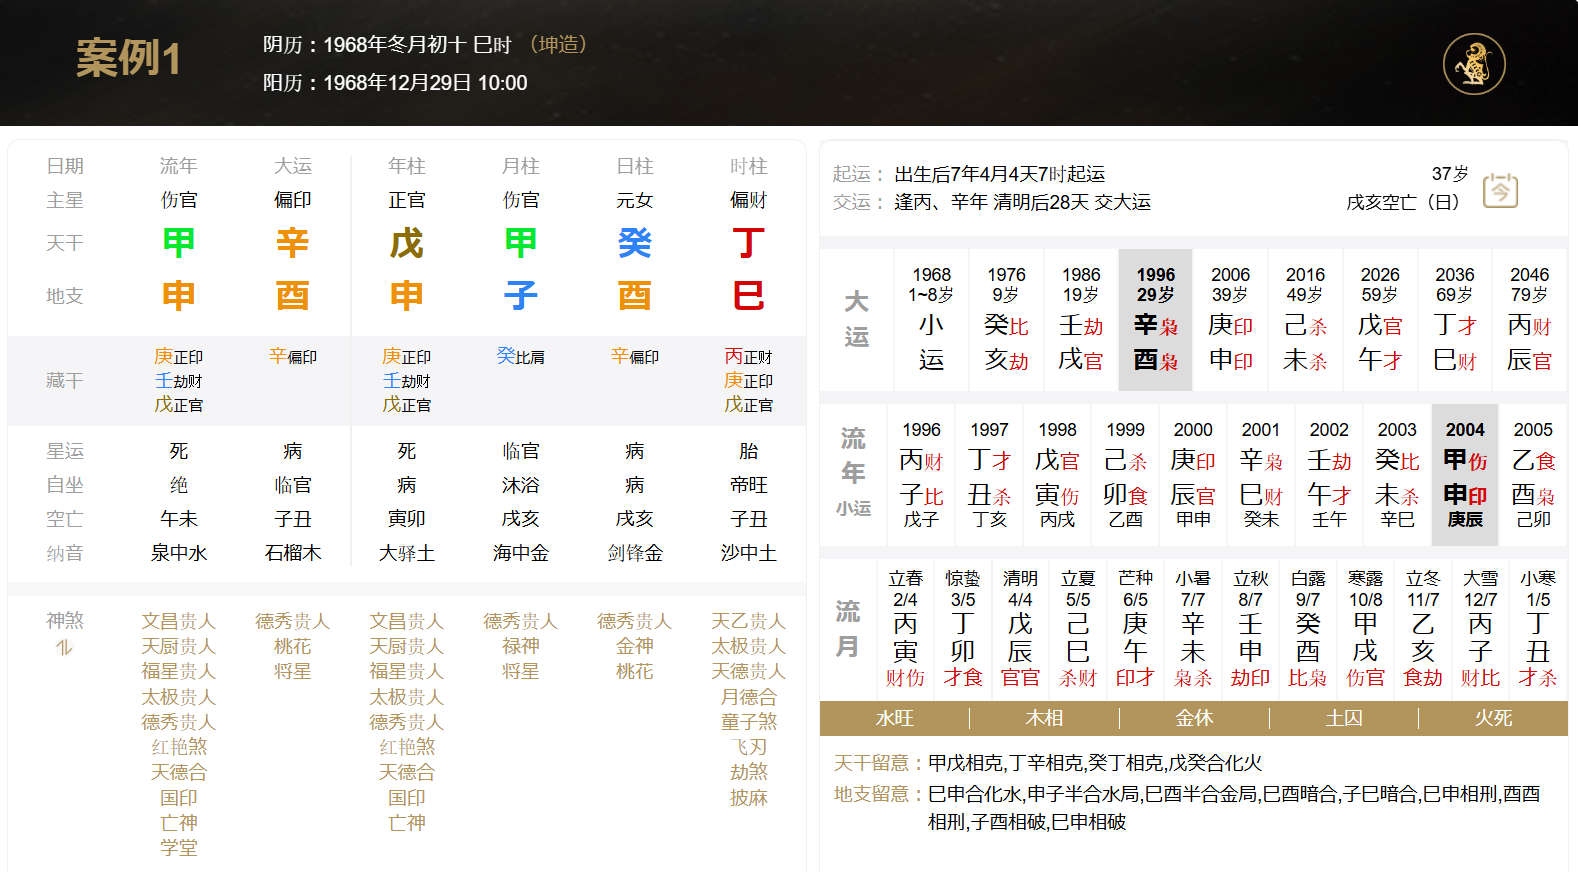 案例1
阴历：1968年冬月初十 巳时 （坤造）
阳历：1968年12月29日 10:00
日期 流年 大运 年柱 月柱 日柱 时柱
主星 伤官 偏印 正官 伤官 元女 偏财
天干 甲 辛 戊 甲 癸 丁
地支 申 酉 申 子 酉 巳
藏干
庚正印 辛偏印 庚正印 癸比肩 辛偏印 丙正财
壬劫财 壬劫财 庚正印
戊正官 戊正官 戊正官
星运 死 病 死 临官 病 胎
自坐 绝 临官 病 沐浴 病 帝旺
空亡 午未 子丑 寅卯 戌亥 戌亥 子丑
纳音 泉中水 石榴木 大驿土 海中金 剑锋金 沙中土
神煞 文昌贵人 德秀贵人 文昌贵人 德秀贵人 德秀贵人 天乙贵人
天厨贵人 桃花 天厨贵人 禄神 金神 太极贵人
福星贵人 将星 福星贵人 将星 桃花 天德贵人
太极贵人 太极贵人 月德合
德秀贵人 德秀贵人 童子煞
红艳煞 红艳煞 飞刃
天德合 天德合 劫煞
国印 国印 披麻
亡神 亡神
学堂
起运： 出生后7年4月4天7时起运 37岁
交运： 逢丙、辛年 清明后28天 交大运 戌亥空亡（日）
今
大运
1968 1976 1986 1996 2006 2016 2026 2036 2046
1~8岁 9岁 19岁 29岁 39岁 49岁 59岁 69岁 79岁
小 癸比 壬劫 辛枭 庚印 己杀 戊官 丁才 丙财
运 亥劫 戌官 酉枭 申印 未杀 午才 巳财 辰官
流年
小运
1996 1997 1998 1999 2000 2001 2002 2003 2004 2005
丙财 丁才 戊官 己杀 庚印 辛枭 壬劫 癸比 甲伤 乙食
子比 丑杀 寅伤 卯食 辰官 巳财 午才 未杀 申印 酉枭
戊子 丁亥 丙戌 乙酉 甲申 癸未 壬午 辛巳 庚辰 己卯
流月
立春 惊蛰 清明 立夏 芒种 小暑 立秋 白露 寒露 立冬 大雪 小寒
2/4 3/5 4/4 5/5 6/5 7/7 8/7 9/7 10/8 11/7 12/7 1/5
丙 丁 戊 己 庚 辛 壬 癸 甲 乙 丙 丁
寅 卯 辰 巳 午 未 申 酉 戌 亥 子 丑
财伤 才食 官官 杀财 印才 枭杀 劫印 比枭 伤官 食劫 财比 才杀
水旺 木相 金休 土囚 火死
天干留意：甲戊相克,丁辛相克,癸丁相克,戊癸合化火
地支留意：巳申合化水,申子半合水局,巳酉半合金局,巳酉暗合,子巳暗合,巳申相刑,酉酉
相刑,子酉相破,巳申相破